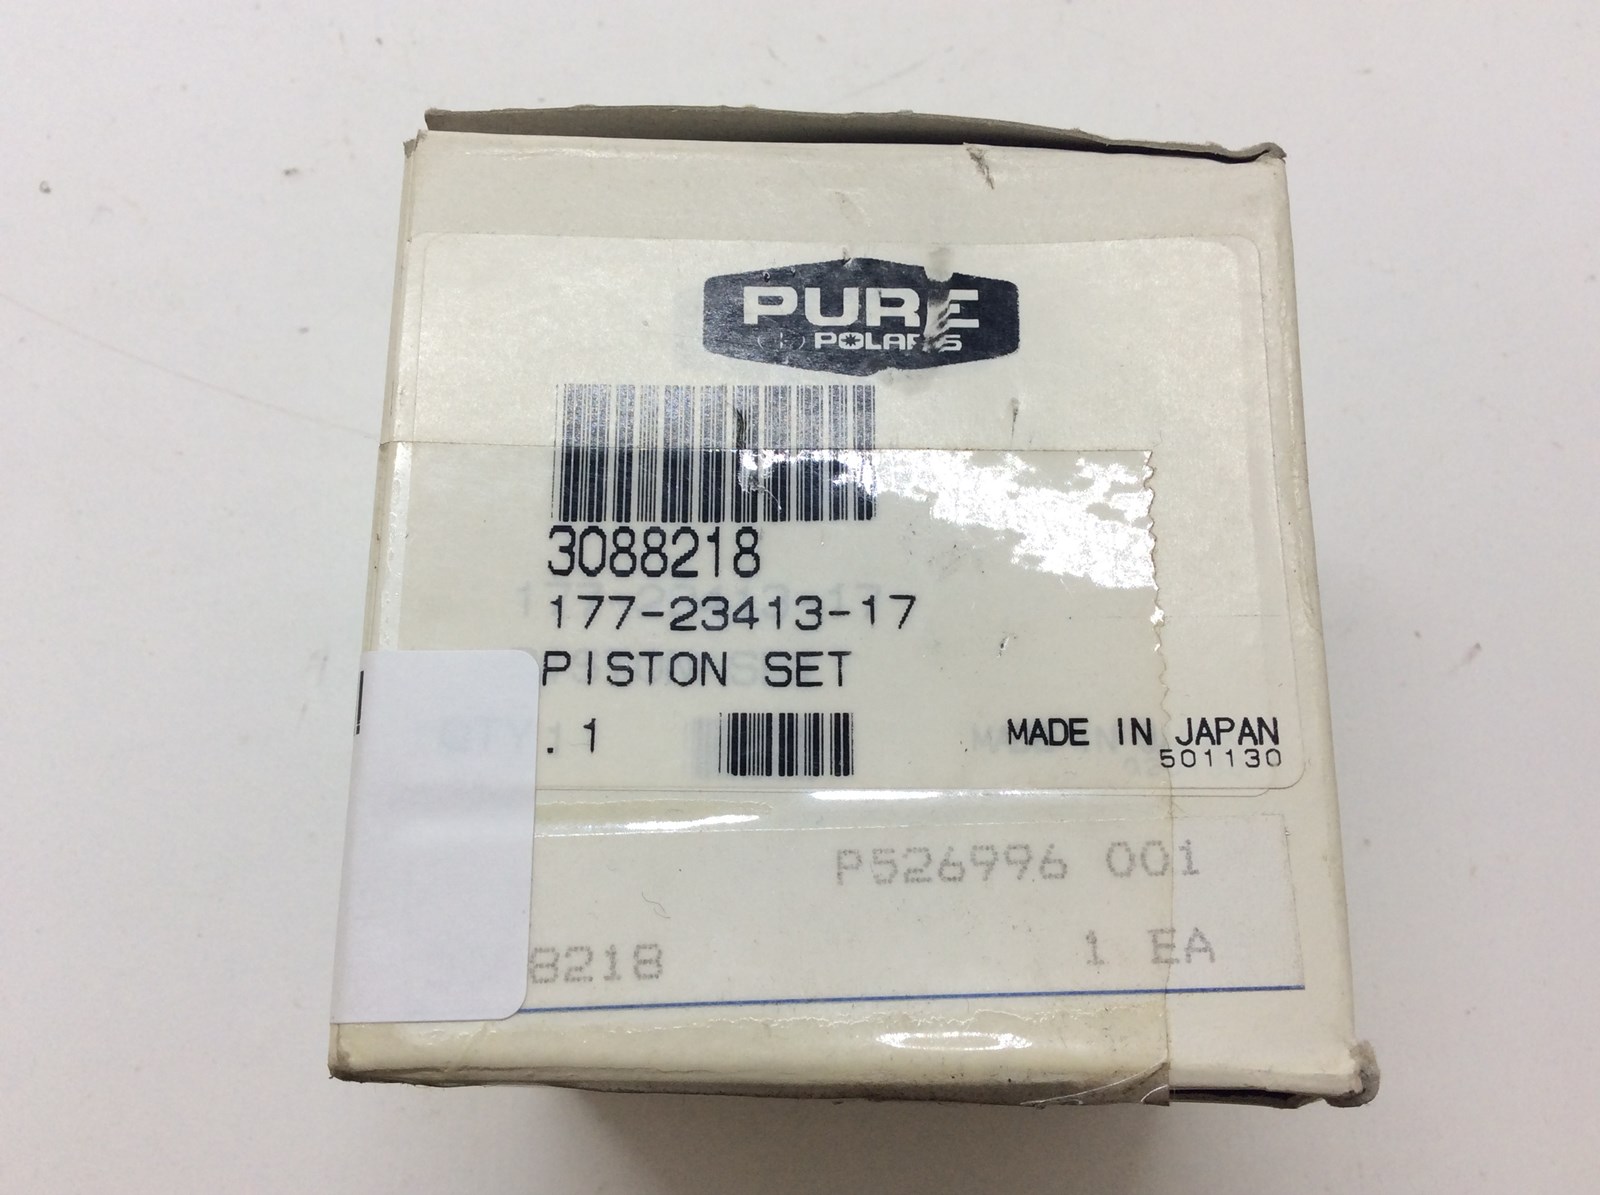 PURE
POLARIS
3088218
177-23413-17
PISTON SET
. 1
MADE IN JAPAN
501130
P526996 001
8218
1 EA